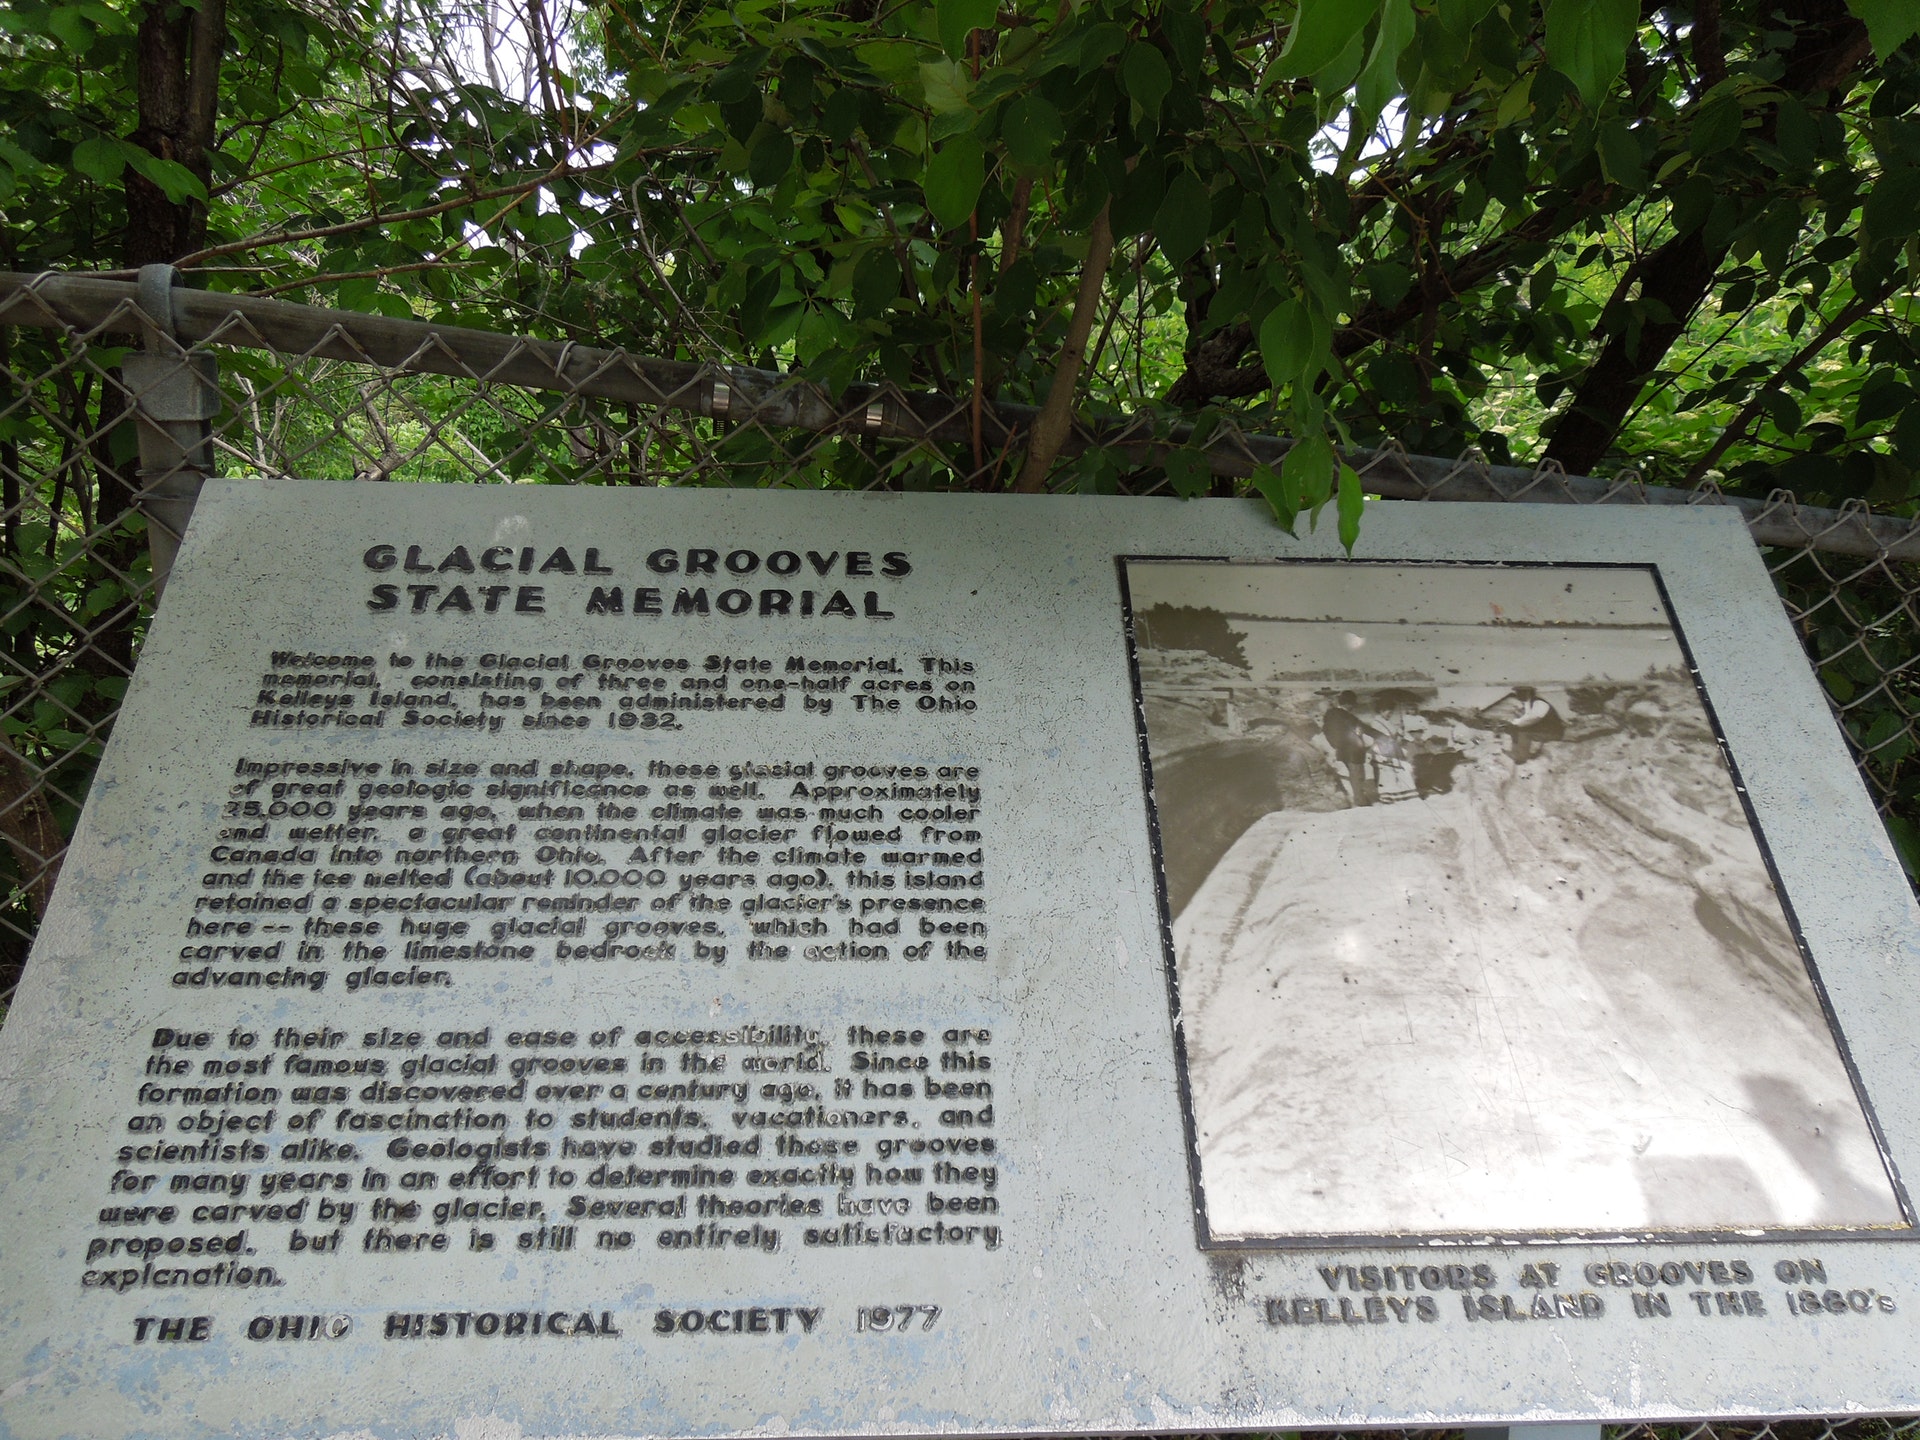 GLACIAL GROOVES
STATE MEMORIAL
Welcome to the Glacial Grooves State Memorial. This
memorial, consisting of three and one-half acres on
Kelleys Island, has been administered by The Ohio
Historical Society since 1932.
Impressive in size and shape, these glacial grooves are
of great geologic significance as well. Approximately
25,000 years ago, when the climate was much cooler
and wetter, a great continental glacier flowed from
Canada into northern Ohio. After the climate warmed
and the ice melted (about 10,000 years ago), this island
retained a spectacular reminder of the glacier's presence
here -- these huge glacial grooves, which had been
carved in the limestone bedrock by the action of the
advancing glacier.
Due to their size and ease of accessibility, these are
the most famous glacial grooves in the world. Since this
formation was discovered over a century ago, it has been
an object of fascination to students, vacationers, and
scientists alike. Geologists have studied these grooves
for many years in an effort to determine exactly how they
were carved by the glacier. Several theories have been
proposed, but there is still no entirely satisfactory
explanation.
THE OHIO HISTORICAL SOCIETY 1977
VISITORS AT GROOVES ON
KELLEYS ISLAND IN THE 1860's